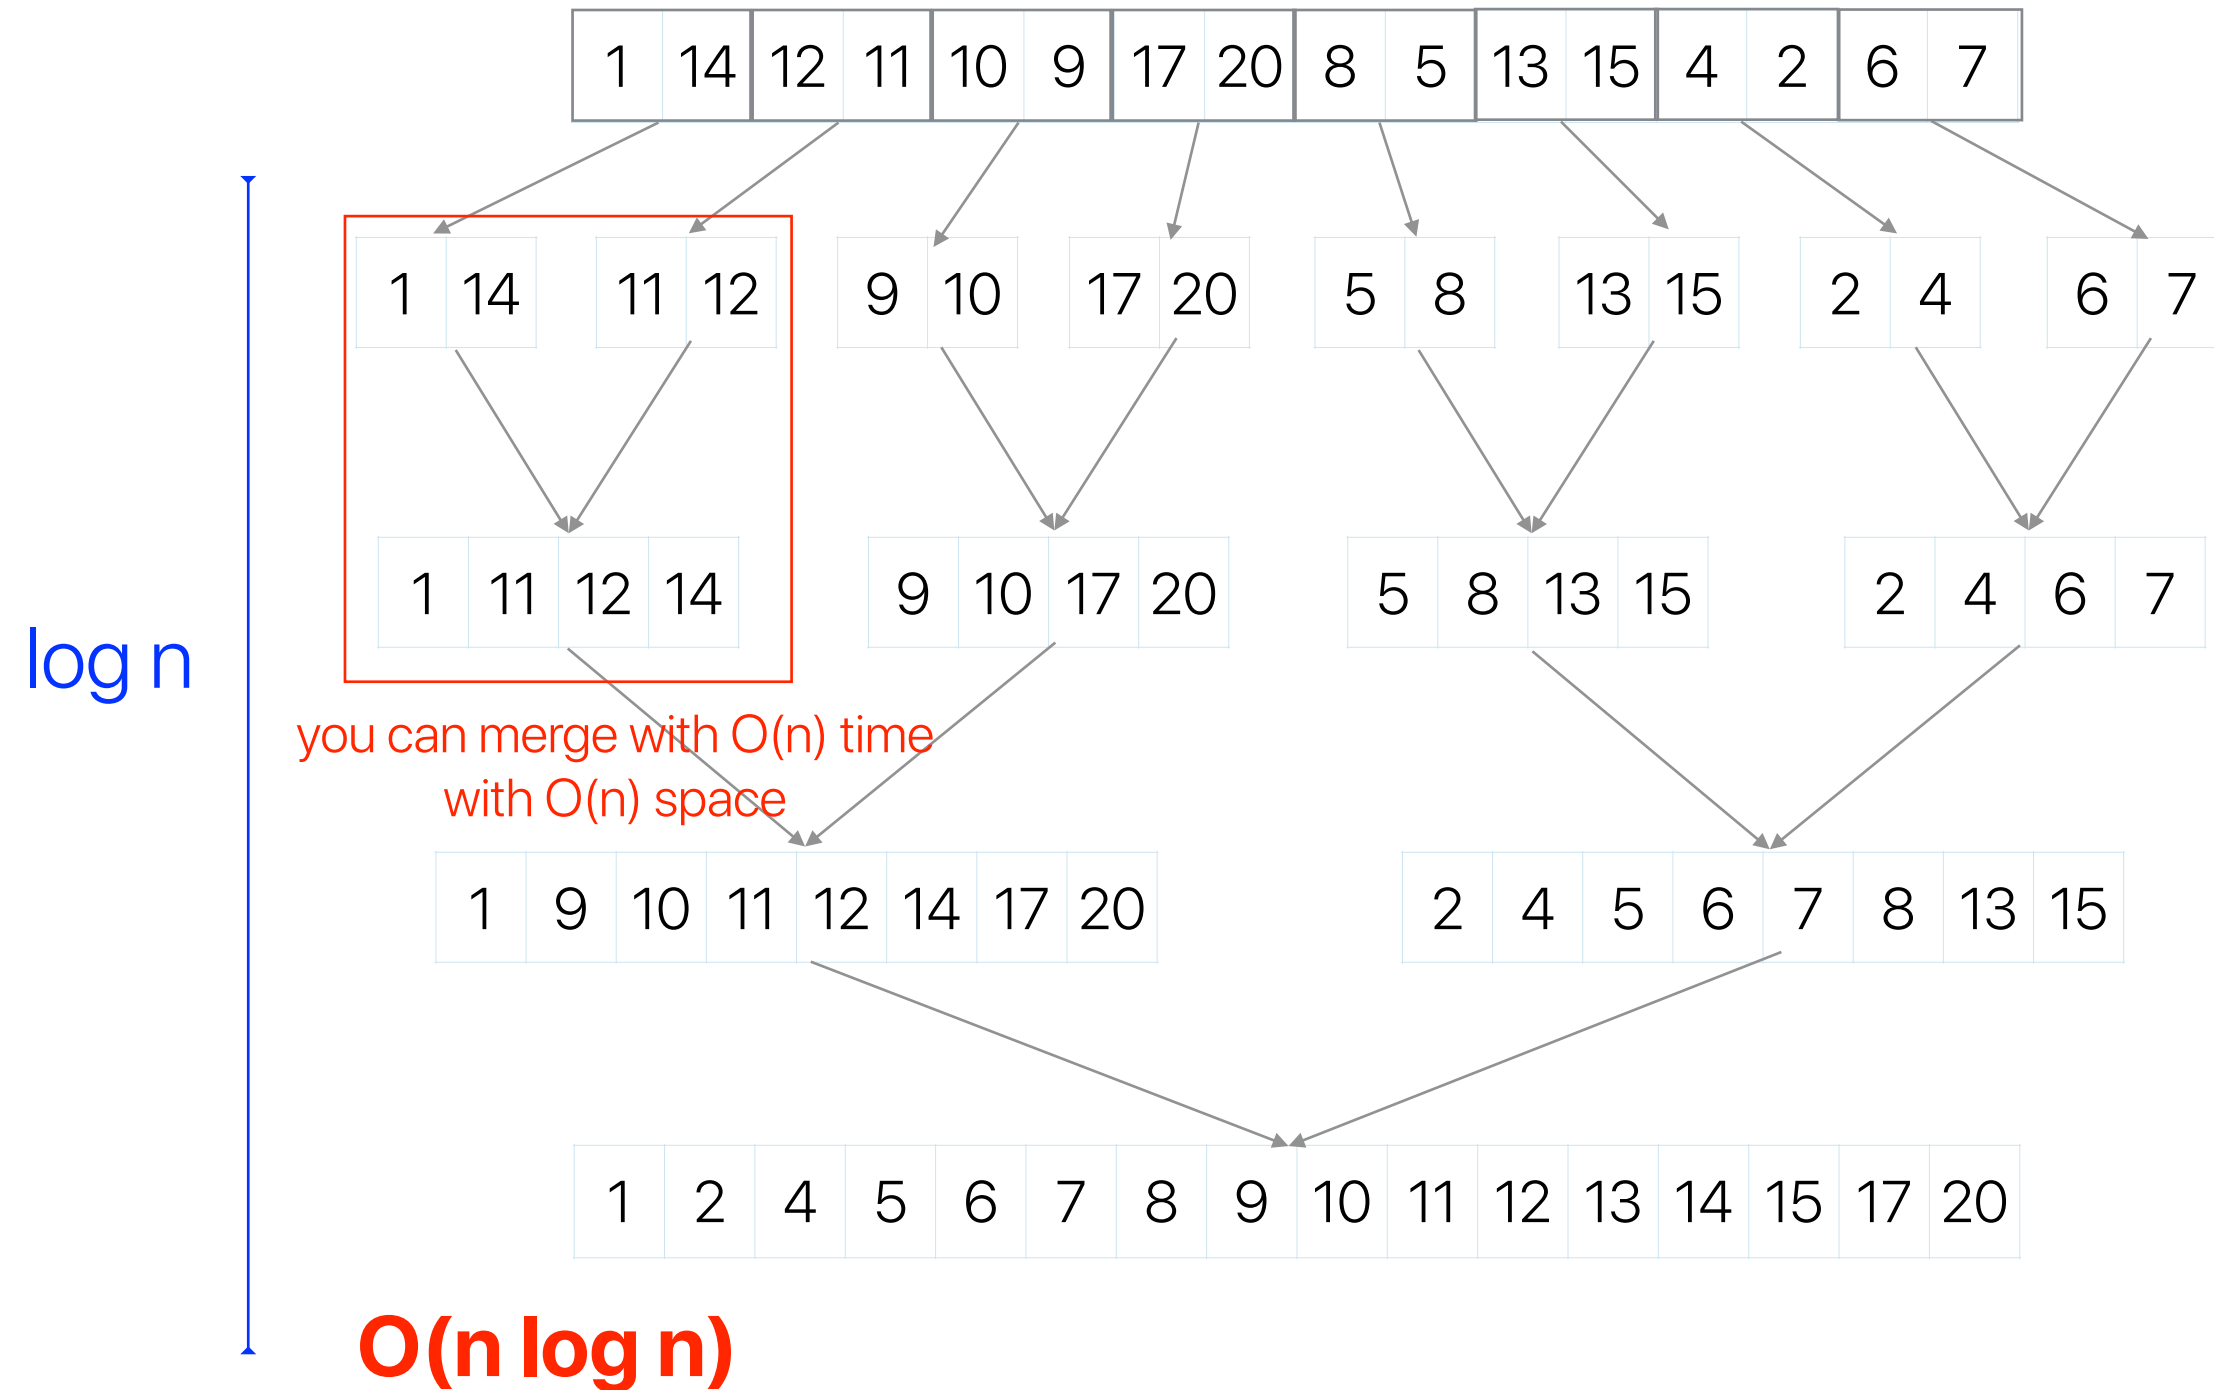 1 14 12 11 10 9 17 20 8 5 13 15 4 2 6 7
1 14 11 12 9 10 17 20 5 8 13 15 2 4 6 7
1 11 12 14 9 10 17 20 5 8 13 15 2 4 6 7
log n
you can merge with O(n) time
with O(n) space
1 9 10 11 12 14 17 20 2 4 5 6 7 8 13 15
1 2 4 5 6 7 8 9 10 11 12 13 14 15 17 20
O(n log n)